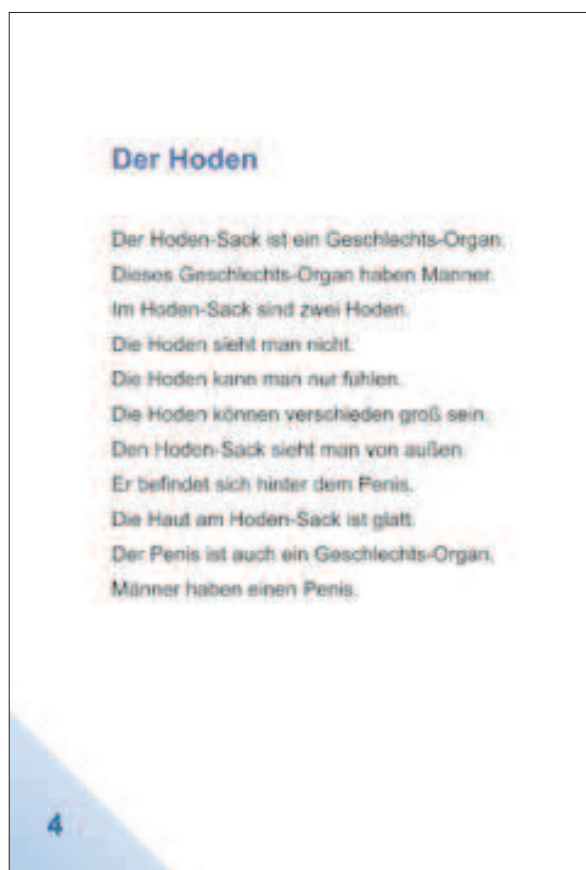 Der Hoden
Der Hoden-Sack ist ein Geschlechts-Organ.
Dieses Geschlechts-Organ haben Männer.
Im Hoden-Sack sind zwei Hoden.
Die Hoden sieht man nicht.
Die Hoden kann man nur fühlen.
Die Hoden können verschieden groß sein.
Den Hoden-Sack sieht man von außen.
Er befindet sich hinter dem Penis.
Die Haut am Hoden-Sack ist glatt.
Der Penis ist auch ein Geschlechts-Organ.
Männer haben einen Penis.
4